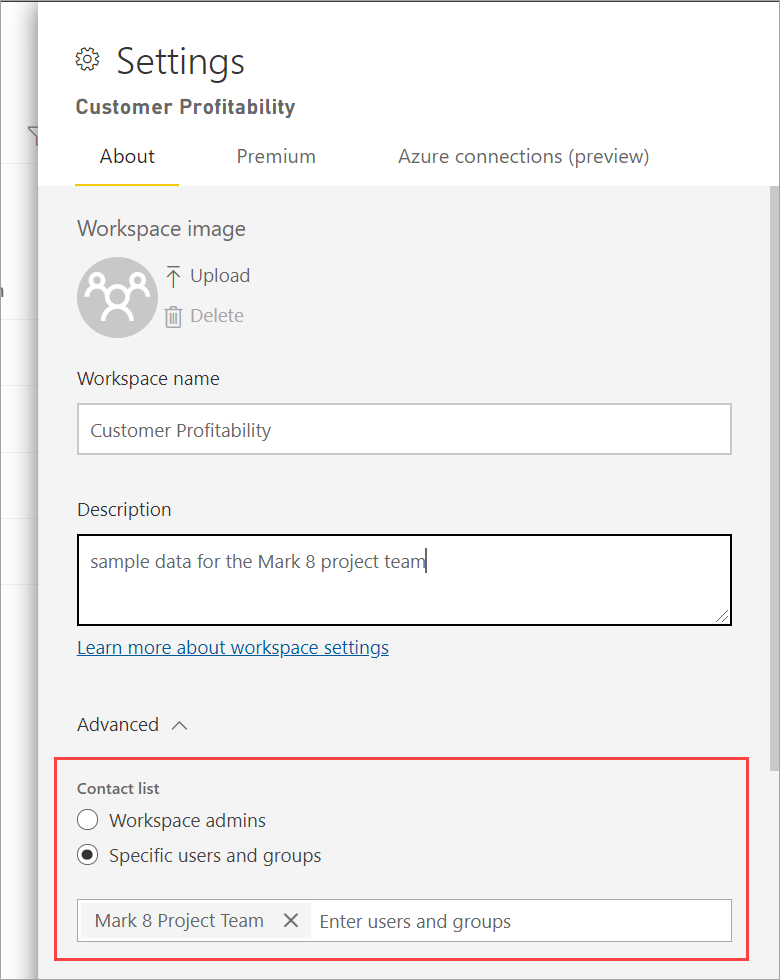 Settings
Customer Profitability
About Premium Azure connections (preview)
Workspace image
Upload
Delete
Workspace name
Customer Profitability
Description
sample data for the Mark 8 project team
Learn more about workspace settings
Advanced
Contact list
Workspace admins
Specific users and groups
Mark 8 Project Team Enter users and groups